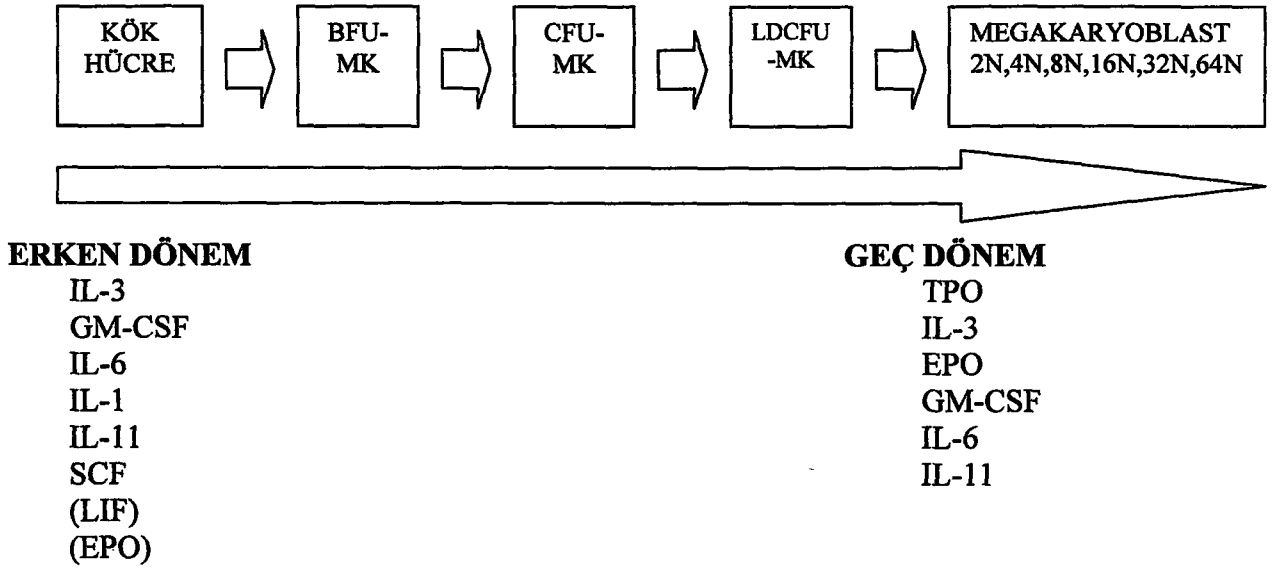 KÖK
HÜCRE
BFU-
MK
CFU-
MK
LDCFU
-MK
MEGAKARYOBLAST
2N,4N,8N,16N,32N,64N
ERKEN DÖNEM
IL-3
GM-CSF
IL-6
IL-1
IL-11
SCF
(LIF)
(EPO)
GEÇ DÖNEM
TPO
IL-3
EPO
GM-CSF
IL-6
IL-11